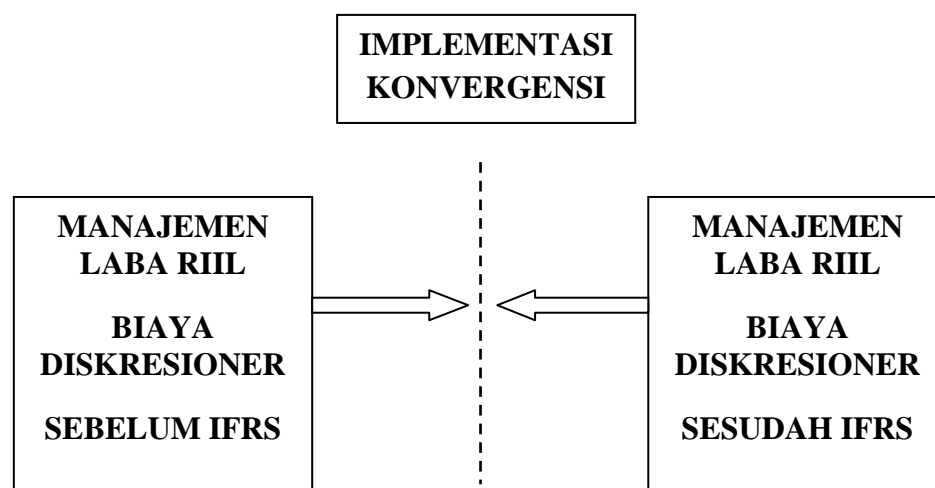 IMPLEMENTASI
KONVERGENSI
MANAJEMEN
LABA RIIL
BIAYA
DISKRESIONER
SEBELUM IFRS
MANAJEMEN
LABA RIIL
BIAYA
DISKRESIONER
SESUDAH IFRS